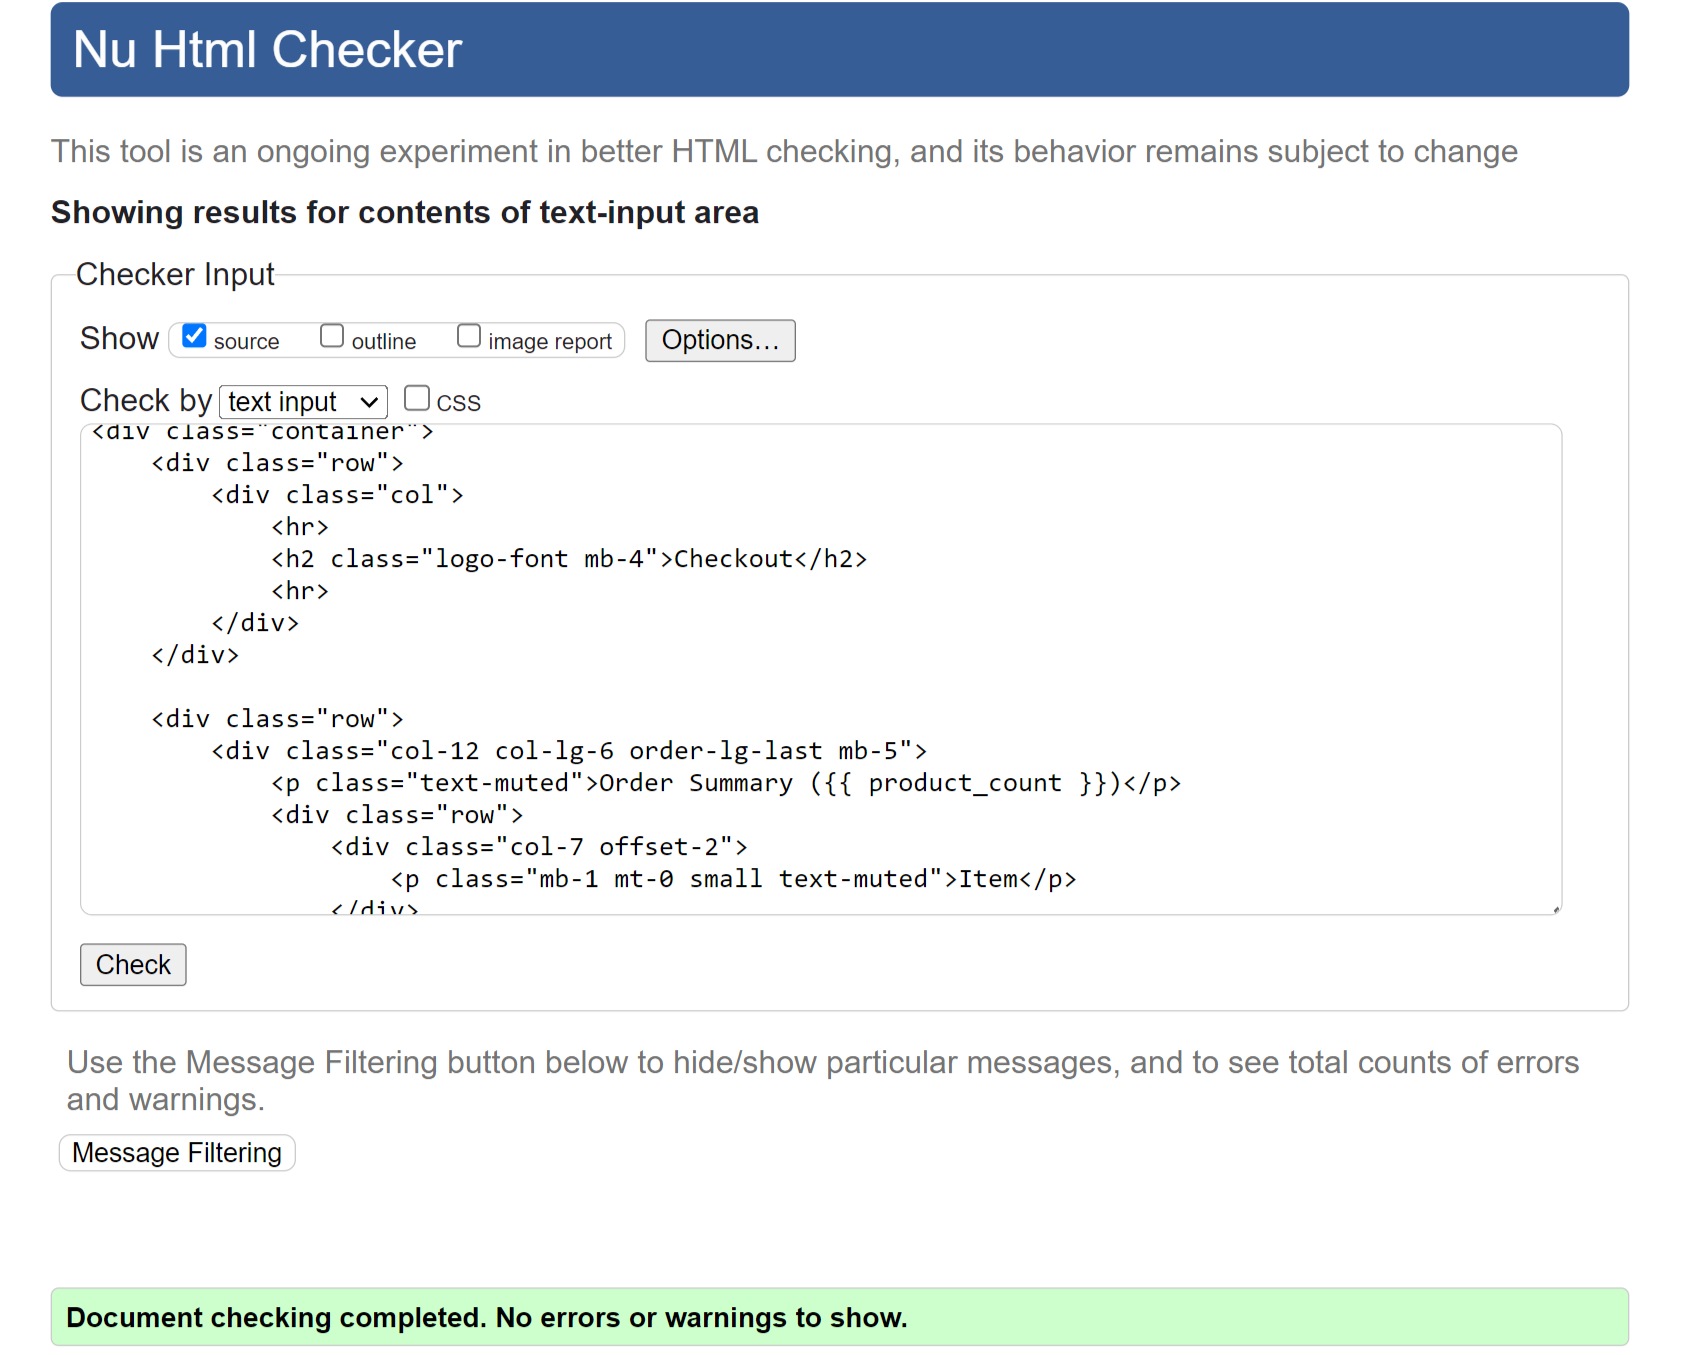 Nu Html Checker
This tool is an ongoing experiment in better HTML checking, and its behavior remains subject to change
Showing results for contents of text-input area
Checker Input
Show source outline image report Options...
Check by text input CSS
<div class="container">
    <div class="row">
        <div class="col">
            <hr>
            <h2 class="logo-font mb-4">Checkout</h2>
            <hr>
        </div>
    </div>
    <div class="row">
        <div class="col-12 col-lg-6 order-lg-last mb-5">
            <p class="text-muted">Order Summary ({{ product_count }})</p>
            <div class="row">
                <div class="col-7 offset-2">
                    <p class="mb-1 mt-0 small text-muted">Item</p>
                </div>
Check
Use the Message Filtering button below to hide/show particular messages, and to see total counts of errors
and warnings.
Message Filtering
Document checking completed. No errors or warnings to show.